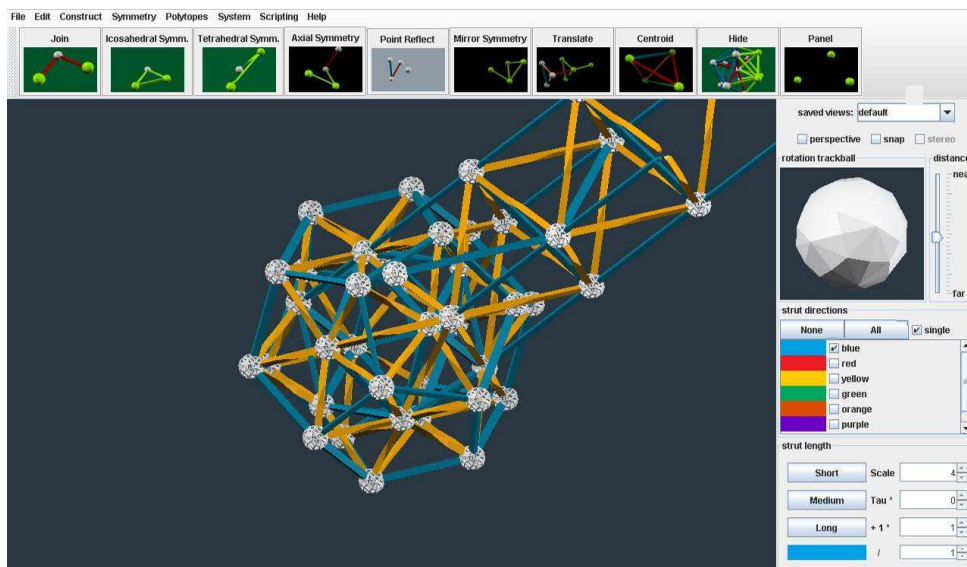 File Edit Construct Symmetry Polytopes System Scripting Help
Join Icosahedral Symm. Tetrahedral Symm. Axial Symmetry Point Reflect Mirror Symmetry Translate Centroid Hide Panel
saved views: default
perspective snap stereo
rotation trackball distance
near
far
strut directions
None All single
blue
red
yellow
green
orange
purple
strut length
Short Scale 4
Medium Tau ^ 0
Long + 1 * 1
/ 1